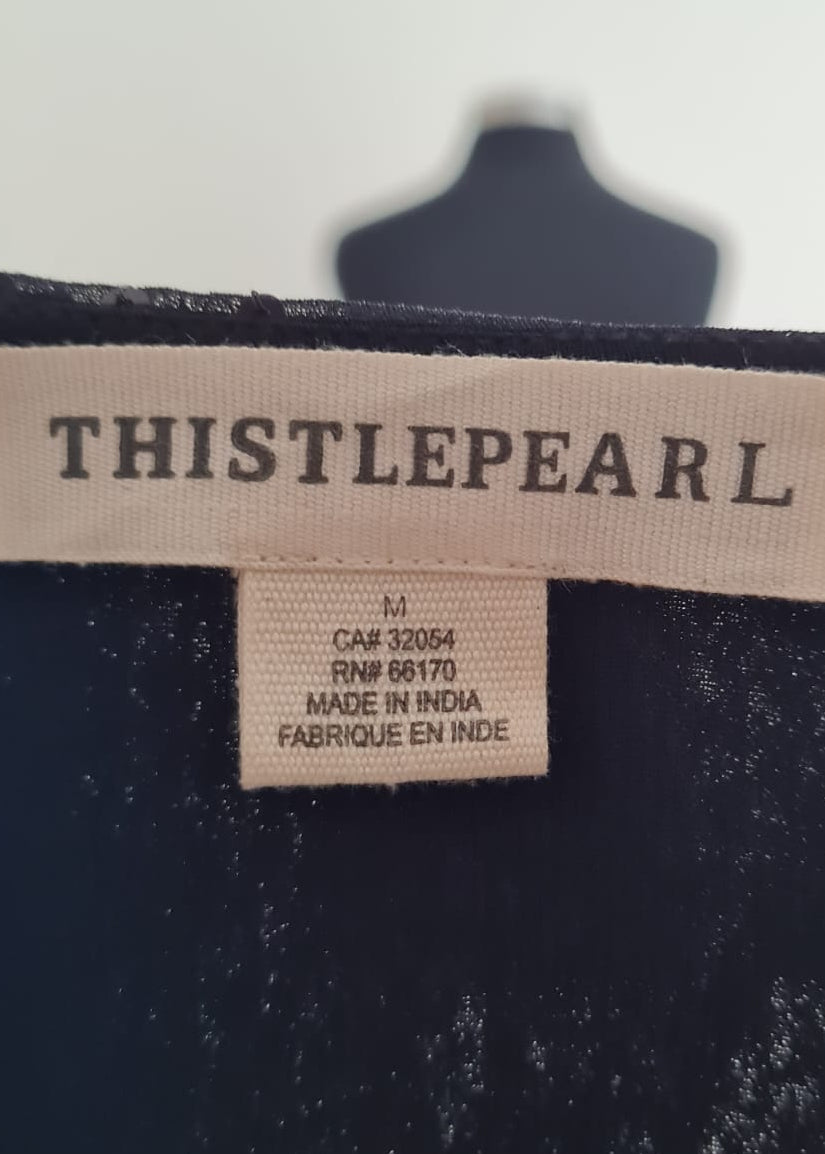 THISTLEPEARL
M
CA# 32054
RN# 66170
MADE IN INDIA
FABRIQUE EN INDE